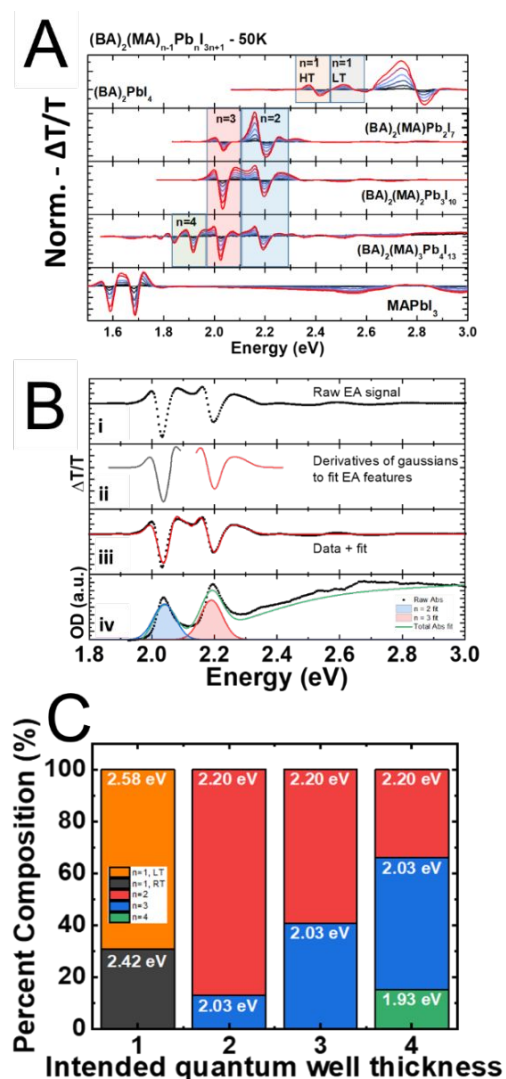 A
(BA)₂(MA)ₙ₋₁PbₙI₃ₙ₊₁ - 50K
n=1 HT
n=1 LT
(BA)₂PbI₄
n=3
n=2
(BA)₂(MA)Pb₂I₇
(BA)₂(MA)₂Pb₃I₁₀
n=4
(BA)₂(MA)₃Pb₄I₁₃
MAPbI₃
Norm. - ΔT/T
1.6 1.8 2.0 2.2 2.4 2.6 2.8 3.0
Energy (eV)
B
Raw EA signal
i
Derivatives of gaussians
to fit EA features
ii
ΔT/T
Data + fit
iii
OD (a.u.)
iv
Raw Abs
n = 2 fit
n = 3 fit
Total Abs fit
1.8 2.0 2.2 2.4 2.6 2.8 3.0
Energy (eV)
C
Percent Composition (%)
100
80
60
40
20
0
2.58 eV
2.20 eV
2.20 eV
2.20 eV
n=1, LT
n=1, RT
n=2
n=3
n=4
2.42 eV
2.03 eV
2.03 eV
2.03 eV
1.93 eV
1 2 3 4
Intended quantum well thickness